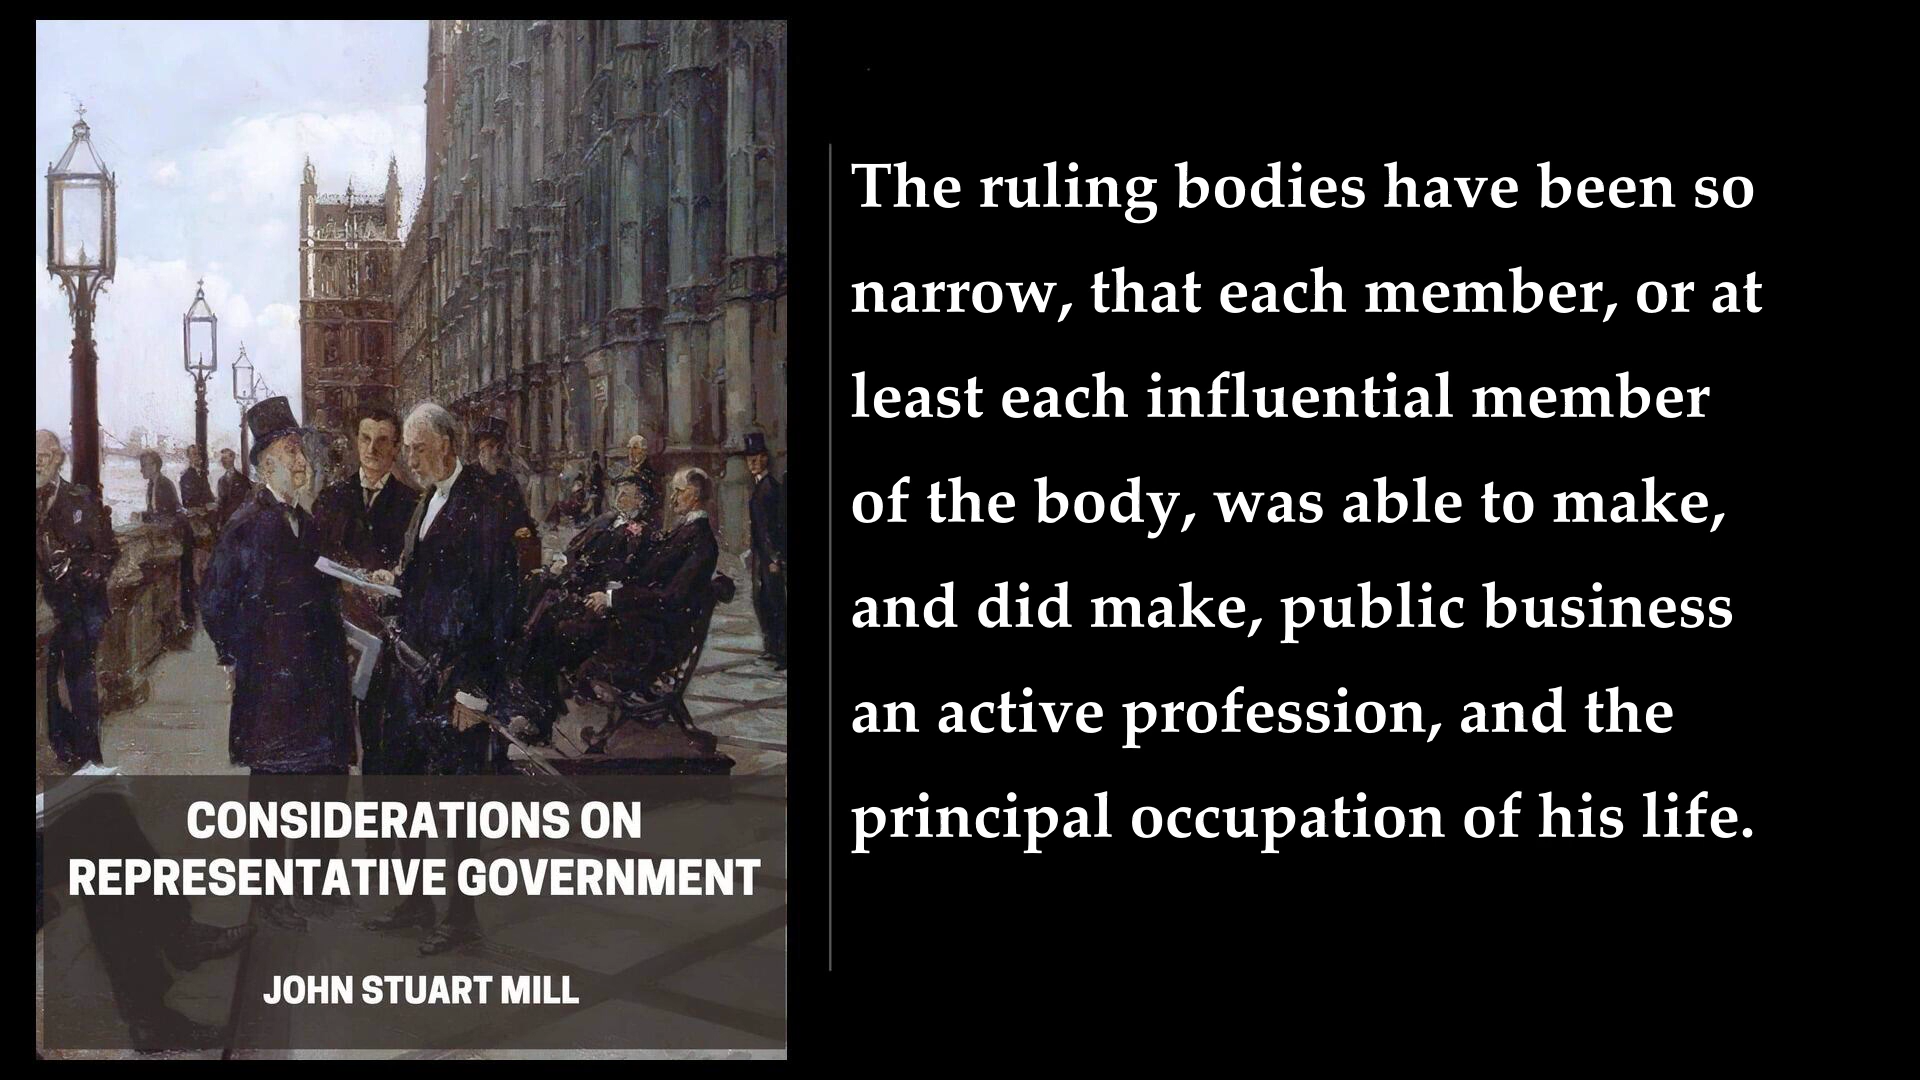 CONSIDERATIONS ON
REPRESENTATIVE GOVERNMENT
JOHN STUART MILL
The ruling bodies have been so
narrow, that each member, or at
least each influential member
of the body, was able to make,
and did make, public business
an active profession, and the
principal occupation of his life.